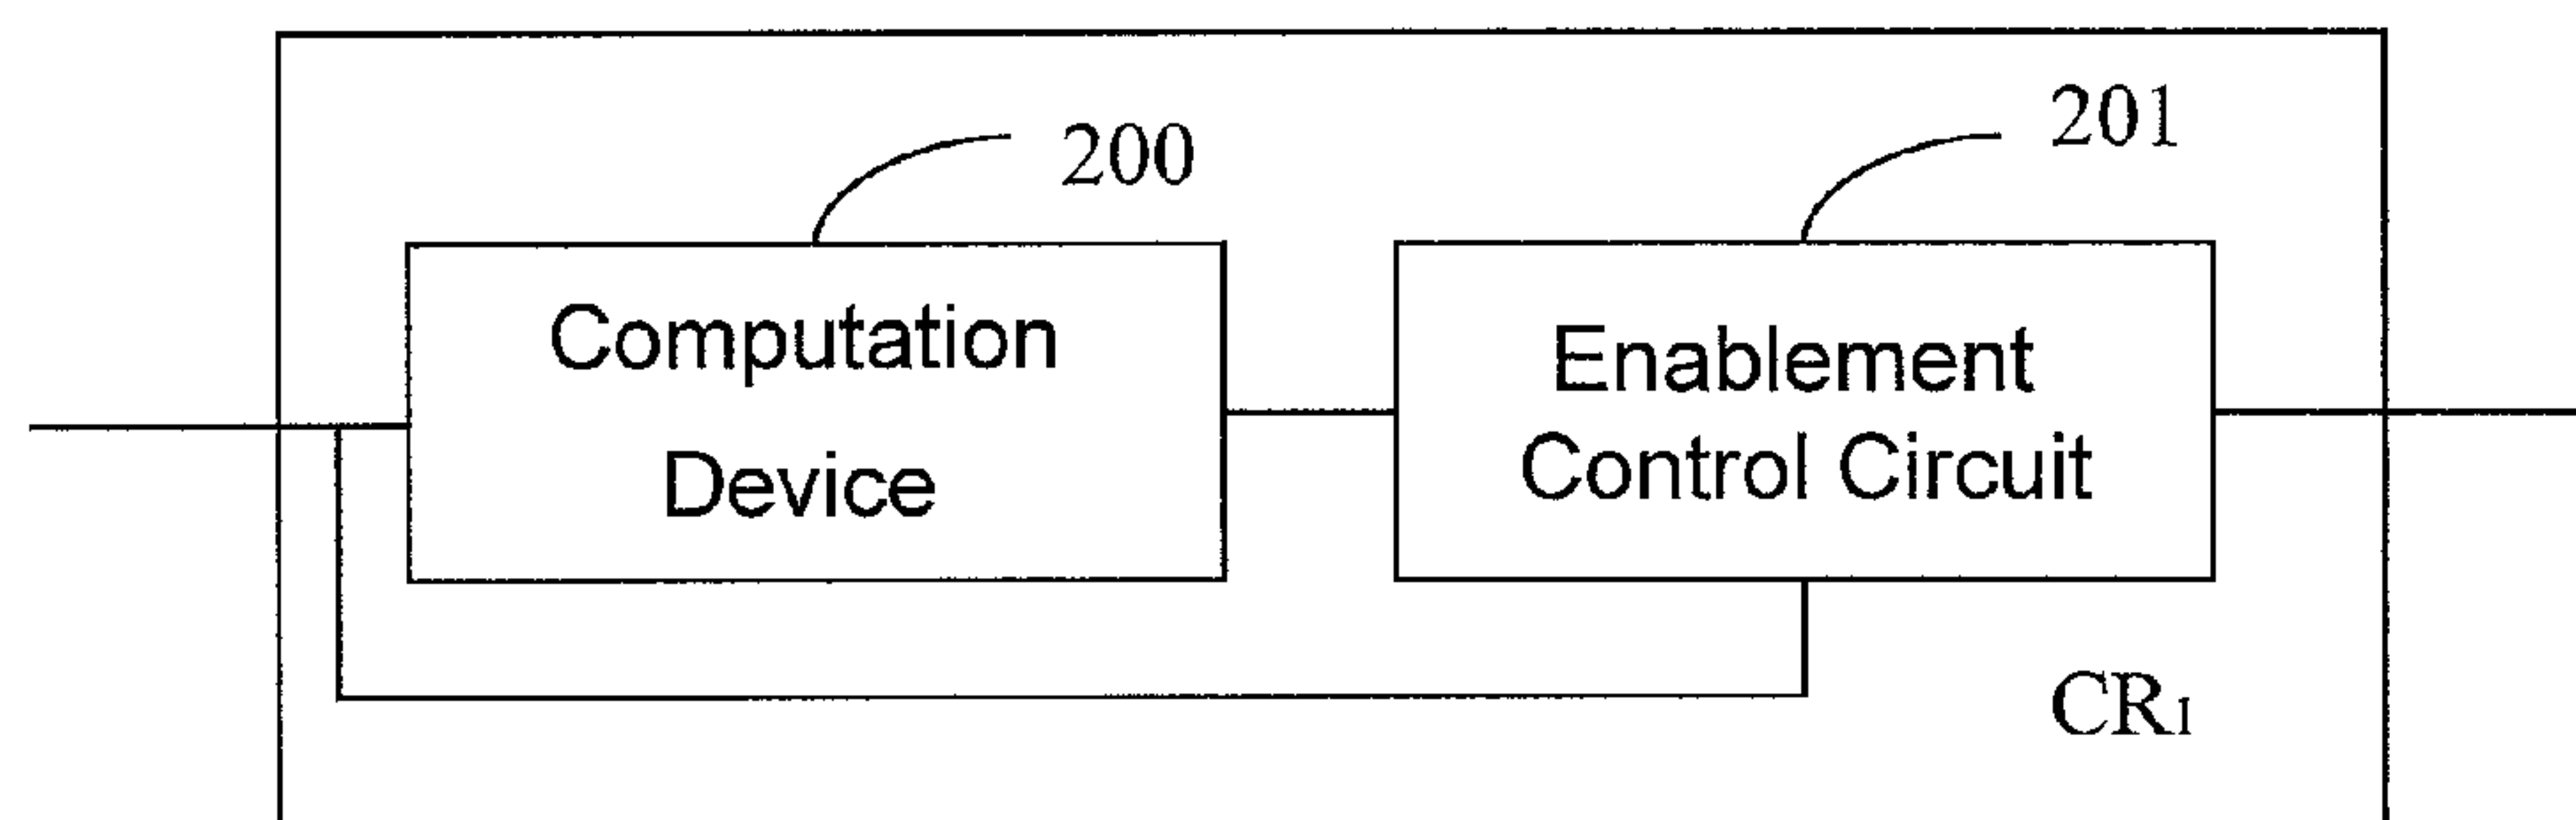 200
201
Computation
Device
Enablement
Control Circuit
CR1